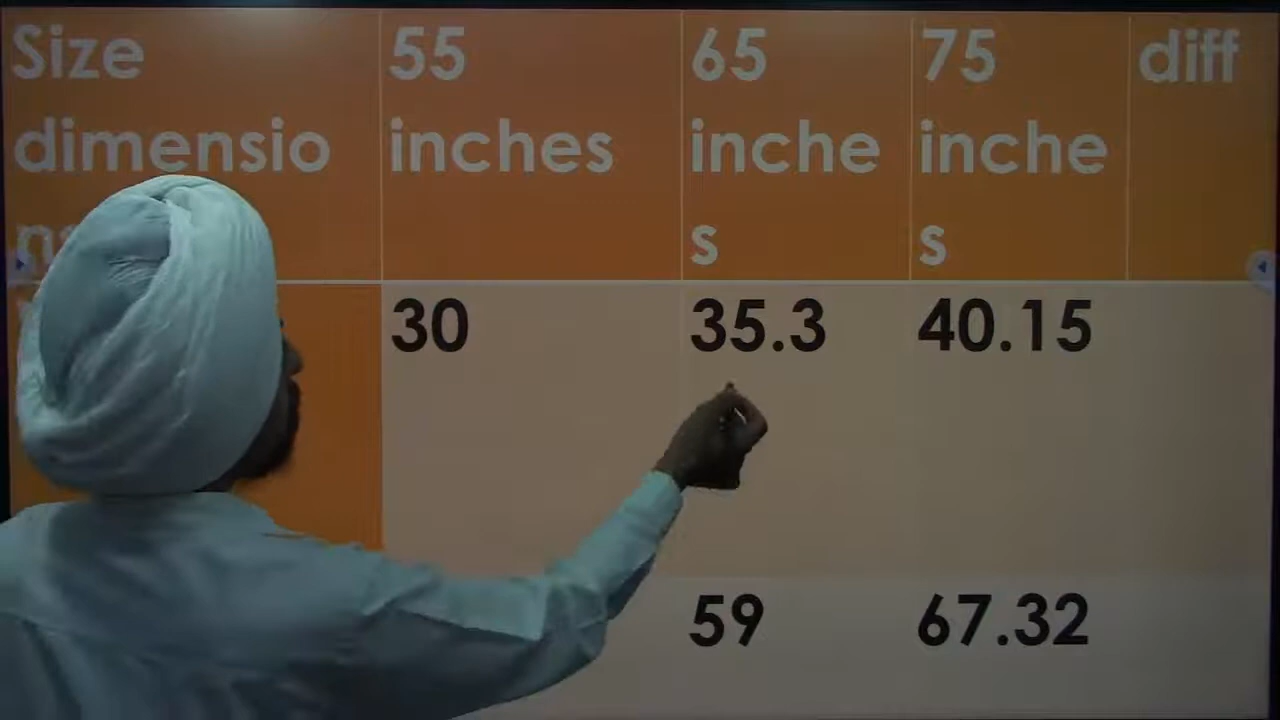 Size
dimensio
55
inches
65
inche
s
75
inche
s
diff
30
35.3
40.15
59
67.32